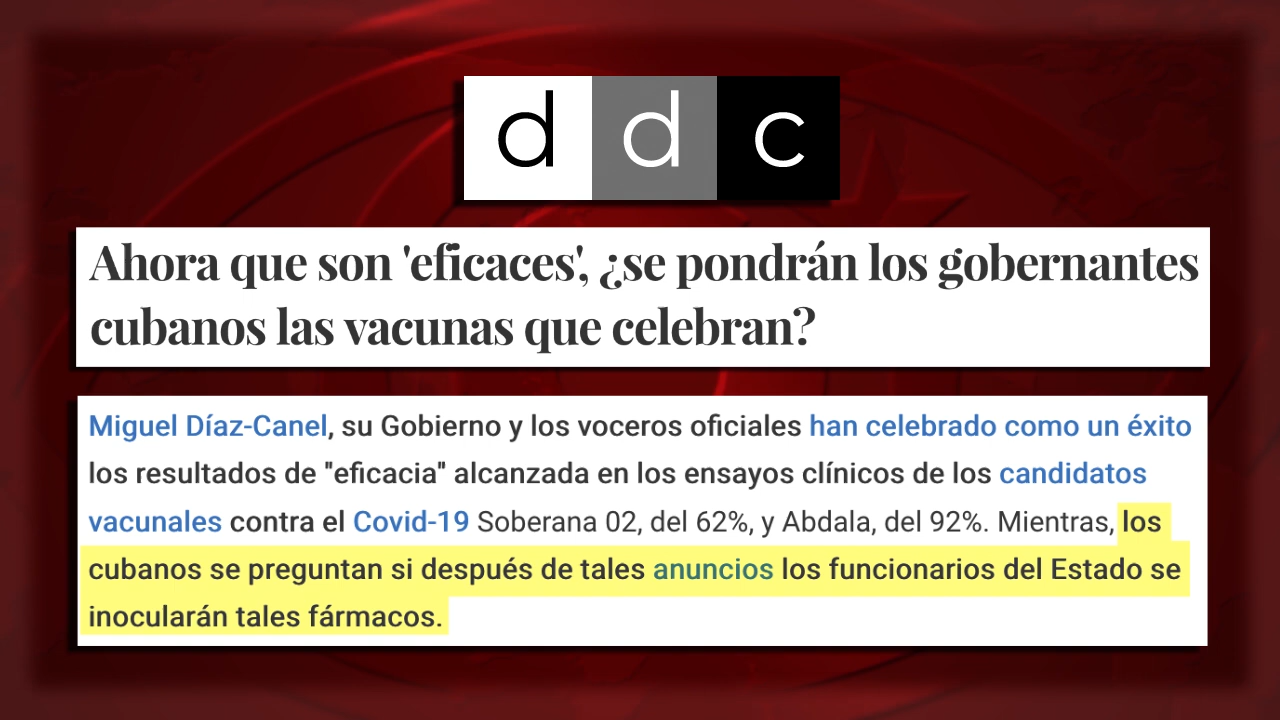 ddc
Ahora que son 'eficaces', ¿se pondrán los gobernantes
cubanos las vacunas que celebran?
Miguel Díaz-Canel, su Gobierno y los voceros oficiales han celebrado como un éxito
los resultados de "eficacia" alcanzada en los ensayos clínicos de los candidatos
vacunales contra el Covid-19 Soberana 02, del 62%, y Abdala, del 92%. Mientras, los
cubanos se preguntan si después de tales anuncios los funcionarios del Estado se
inocularán tales fármacos.